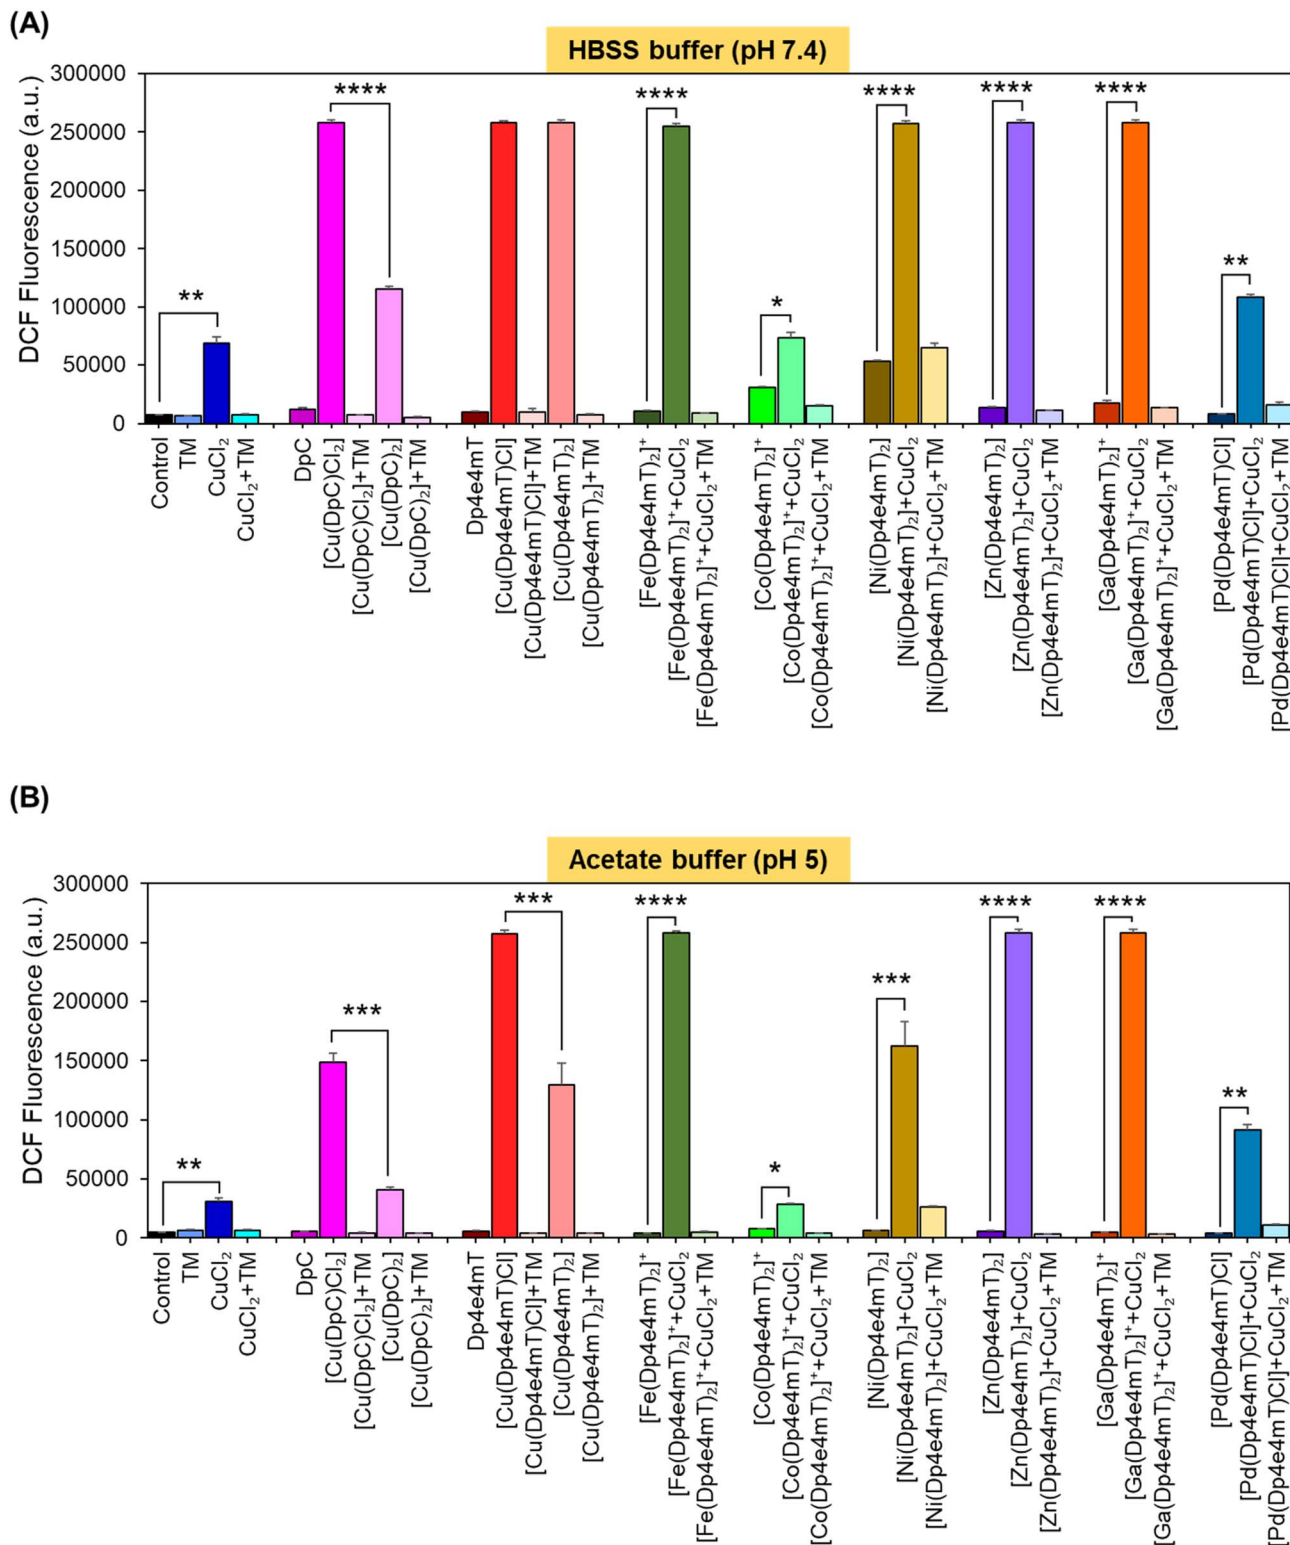 (A)
HBSS buffer (pH 7.4)
DCF Fluorescence (a.u.)
300000
250000
200000
150000
100000
50000
0
**
****
****
*
****
****
****
**
Control
TM
CuCl₂
CuCl₂+TM
DpC
[Cu(DpC)Cl₂]
[Cu(DpC)Cl₂]+TM
[Cu(DpC)₂]
[Cu(DpC)₂]+TM
Dp4e4mT
[Cu(Dp4e4mT)Cl]
[Cu(Dp4e4mT)Cl]+TM
[Cu(Dp4e4mT)₂]
[Cu(Dp4e4mT)₂]+TM
[Fe(Dp4e4mT)₂]⁺
[Fe(Dp4e4mT)₂]⁺+CuCl₂
[Fe(Dp4e4mT)₂]⁺+CuCl₂+TM
[Co(Dp4e4mT)₂]⁺
[Co(Dp4e4mT)₂]⁺+CuCl₂
[Co(Dp4e4mT)₂]⁺+CuCl₂+TM
[Ni(Dp4e4mT)₂]
[Ni(Dp4e4mT)₂]+CuCl₂
[Ni(Dp4e4mT)₂]+CuCl₂+TM
[Zn(Dp4e4mT)₂]
[Zn(Dp4e4mT)₂]+CuCl₂
[Zn(Dp4e4mT)₂]+CuCl₂+TM
[Ga(Dp4e4mT)₂]⁺
[Ga(Dp4e4mT)₂]⁺+CuCl₂
[Ga(Dp4e4mT)₂]⁺+CuCl₂+TM
[Pd(Dp4e4mT)Cl]
[Pd(Dp4e4mT)Cl]+CuCl₂
[Pd(Dp4e4mT)Cl]+CuCl₂+TM
(B)
Acetate buffer (pH 5)
DCF Fluorescence (a.u.)
300000
250000
200000
150000
100000
50000
0
**
***
***
****
*
***
****
****
**
Control
TM
CuCl₂
CuCl₂+TM
DpC
[Cu(DpC)Cl₂]
[Cu(DpC)Cl₂]+TM
[Cu(DpC)₂]
[Cu(DpC)₂]+TM
Dp4e4mT
[Cu(Dp4e4mT)Cl]
[Cu(Dp4e4mT)Cl]+TM
[Cu(Dp4e4mT)₂]
[Cu(Dp4e4mT)₂]+TM
[Fe(Dp4e4mT)₂]⁺
[Fe(Dp4e4mT)₂]⁺+CuCl₂
[Fe(Dp4e4mT)₂]⁺+CuCl₂+TM
[Co(Dp4e4mT)₂]⁺
[Co(Dp4e4mT)₂]⁺+CuCl₂
[Co(Dp4e4mT)₂]⁺+CuCl₂+TM
[Ni(Dp4e4mT)₂]
[Ni(Dp4e4mT)₂]+CuCl₂
[Ni(Dp4e4mT)₂]+CuCl₂+TM
[Zn(Dp4e4mT)₂]
[Zn(Dp4e4mT)₂]+CuCl₂
[Zn(Dp4e4mT)₂]+CuCl₂+TM
[Ga(Dp4e4mT)₂]⁺
[Ga(Dp4e4mT)₂]⁺+CuCl₂
[Ga(Dp4e4mT)₂]⁺+CuCl₂+TM
[Pd(Dp4e4mT)Cl]
[Pd(Dp4e4mT)Cl]+CuCl₂
[Pd(Dp4e4mT)Cl]+CuCl₂+TM